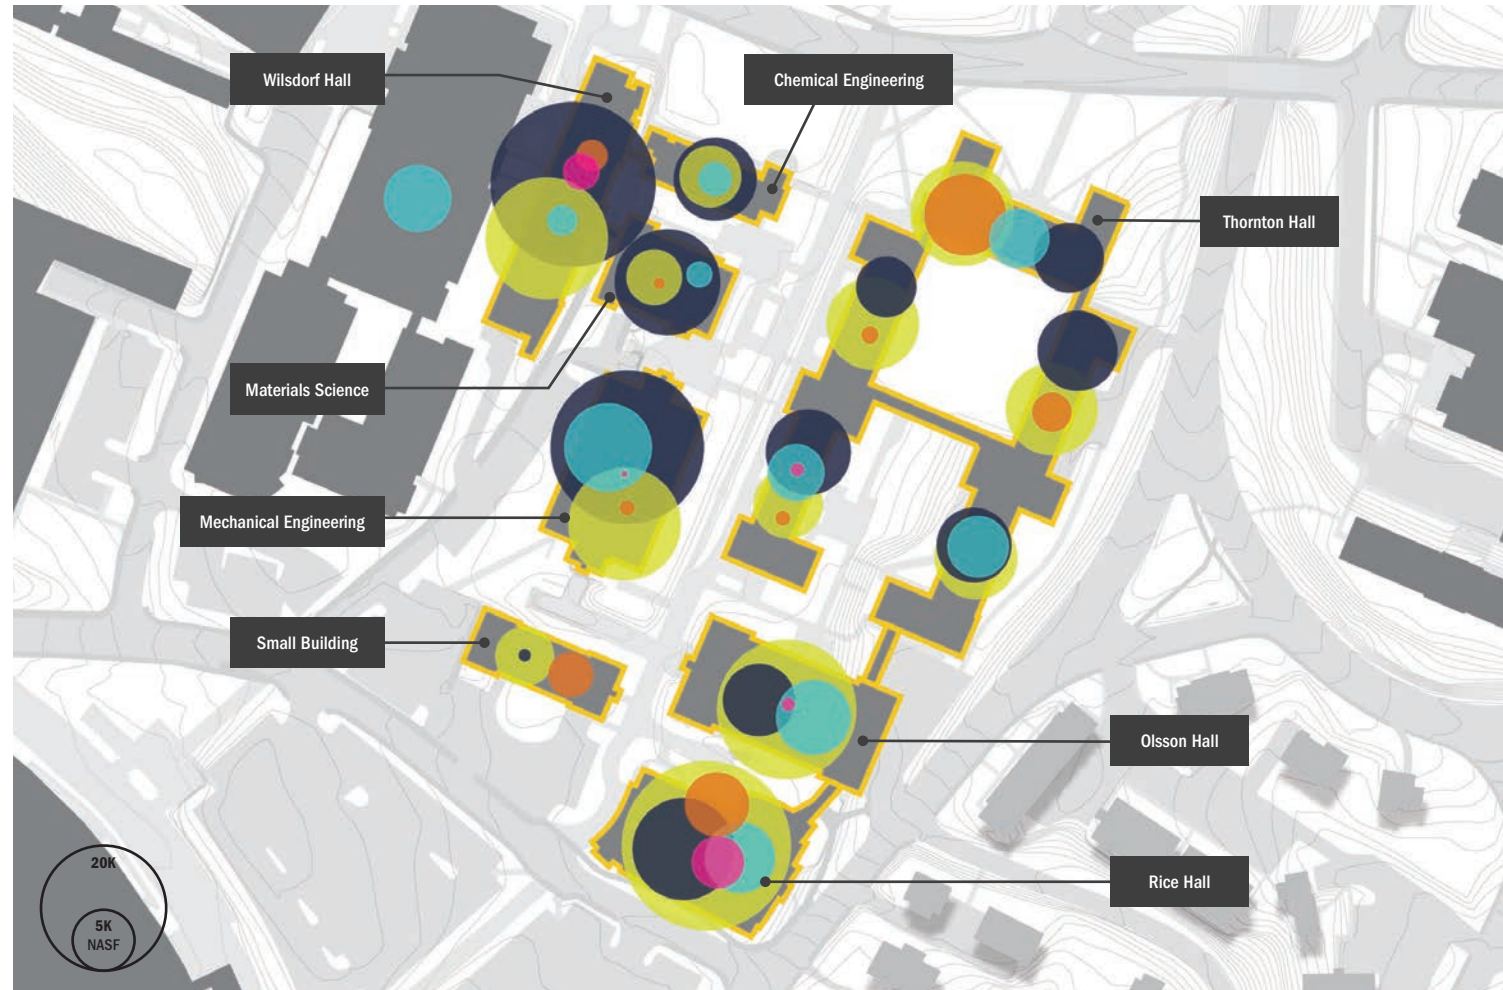 Wilsdorf Hall
Chemical Engineering
Thornton Hall
Materials Science
Mechanical Engineering
Small Building
Olsson Hall
Rice Hall
20K
5K
NASF